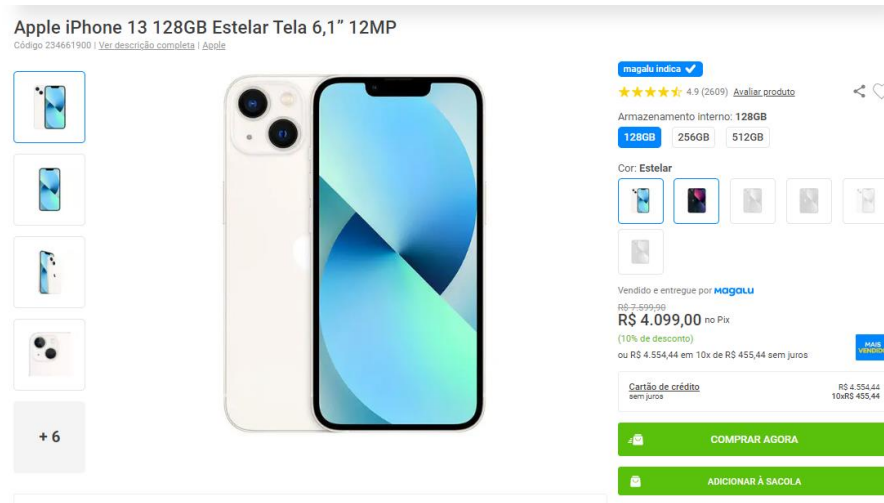 Apple iPhone 13 128GB Estelar Tela 6,1” 12MP
Código 234661900 | Ver descrição completa | Apple
+ 6
magalu indica
4.9 (2609) Avaliar produto
Armazenamento interno: 128GB
128GB 256GB 512GB
Cor: Estelar
Vendido e entregue por Magalu
R$ 7.599,90
R$ 4.099,00 no Pix
(10% de desconto)
ou R$ 4.554,44 em 10x de R$ 455,44 sem juros
MAIS
VENDIDO
Cartão de crédito R$ 4.554,44
sem juros 10xR$ 455,44
COMPRAR AGORA
ADICIONAR À SACOLA